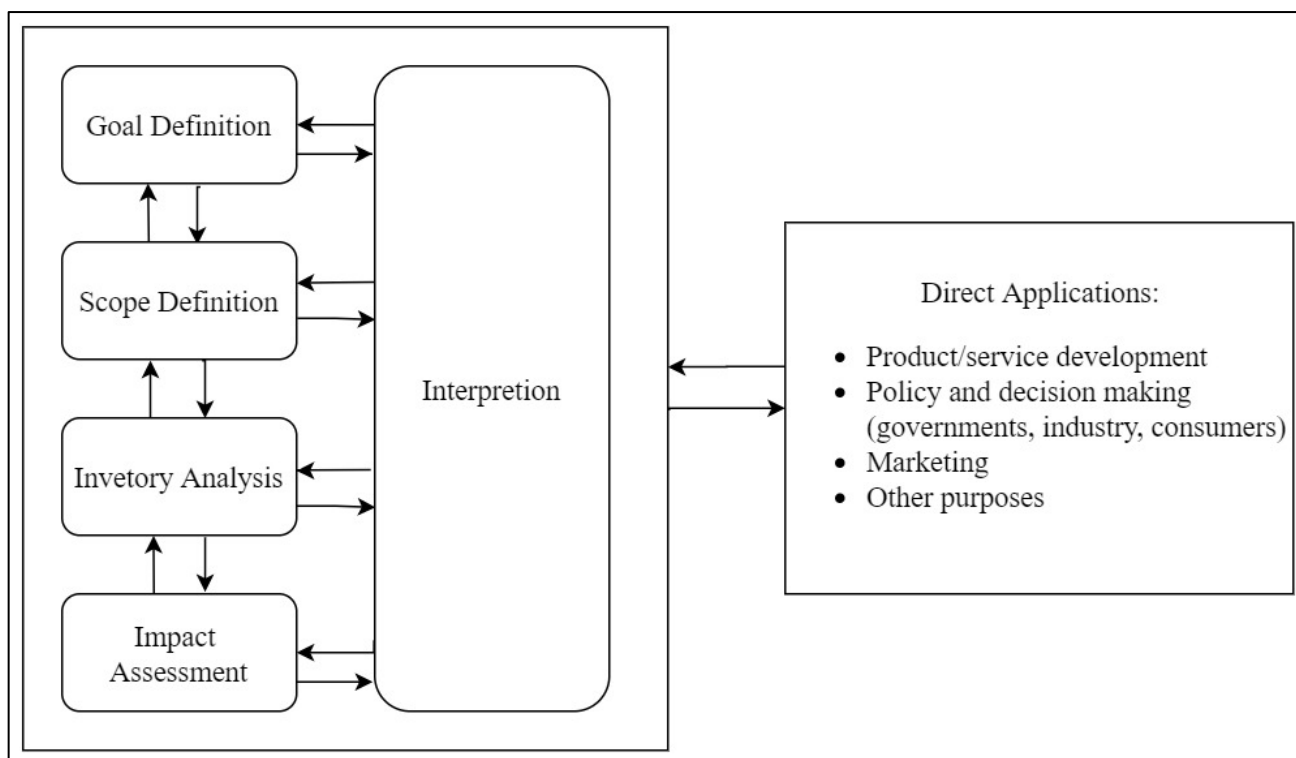 Goal Definition
Scope Definition
Invetory Analysis
Impact
Assessment
Interpretion
Direct Applications:
• Product/service development
• Policy and decision making
(governments, industry, consumers)
• Marketing
• Other purposes